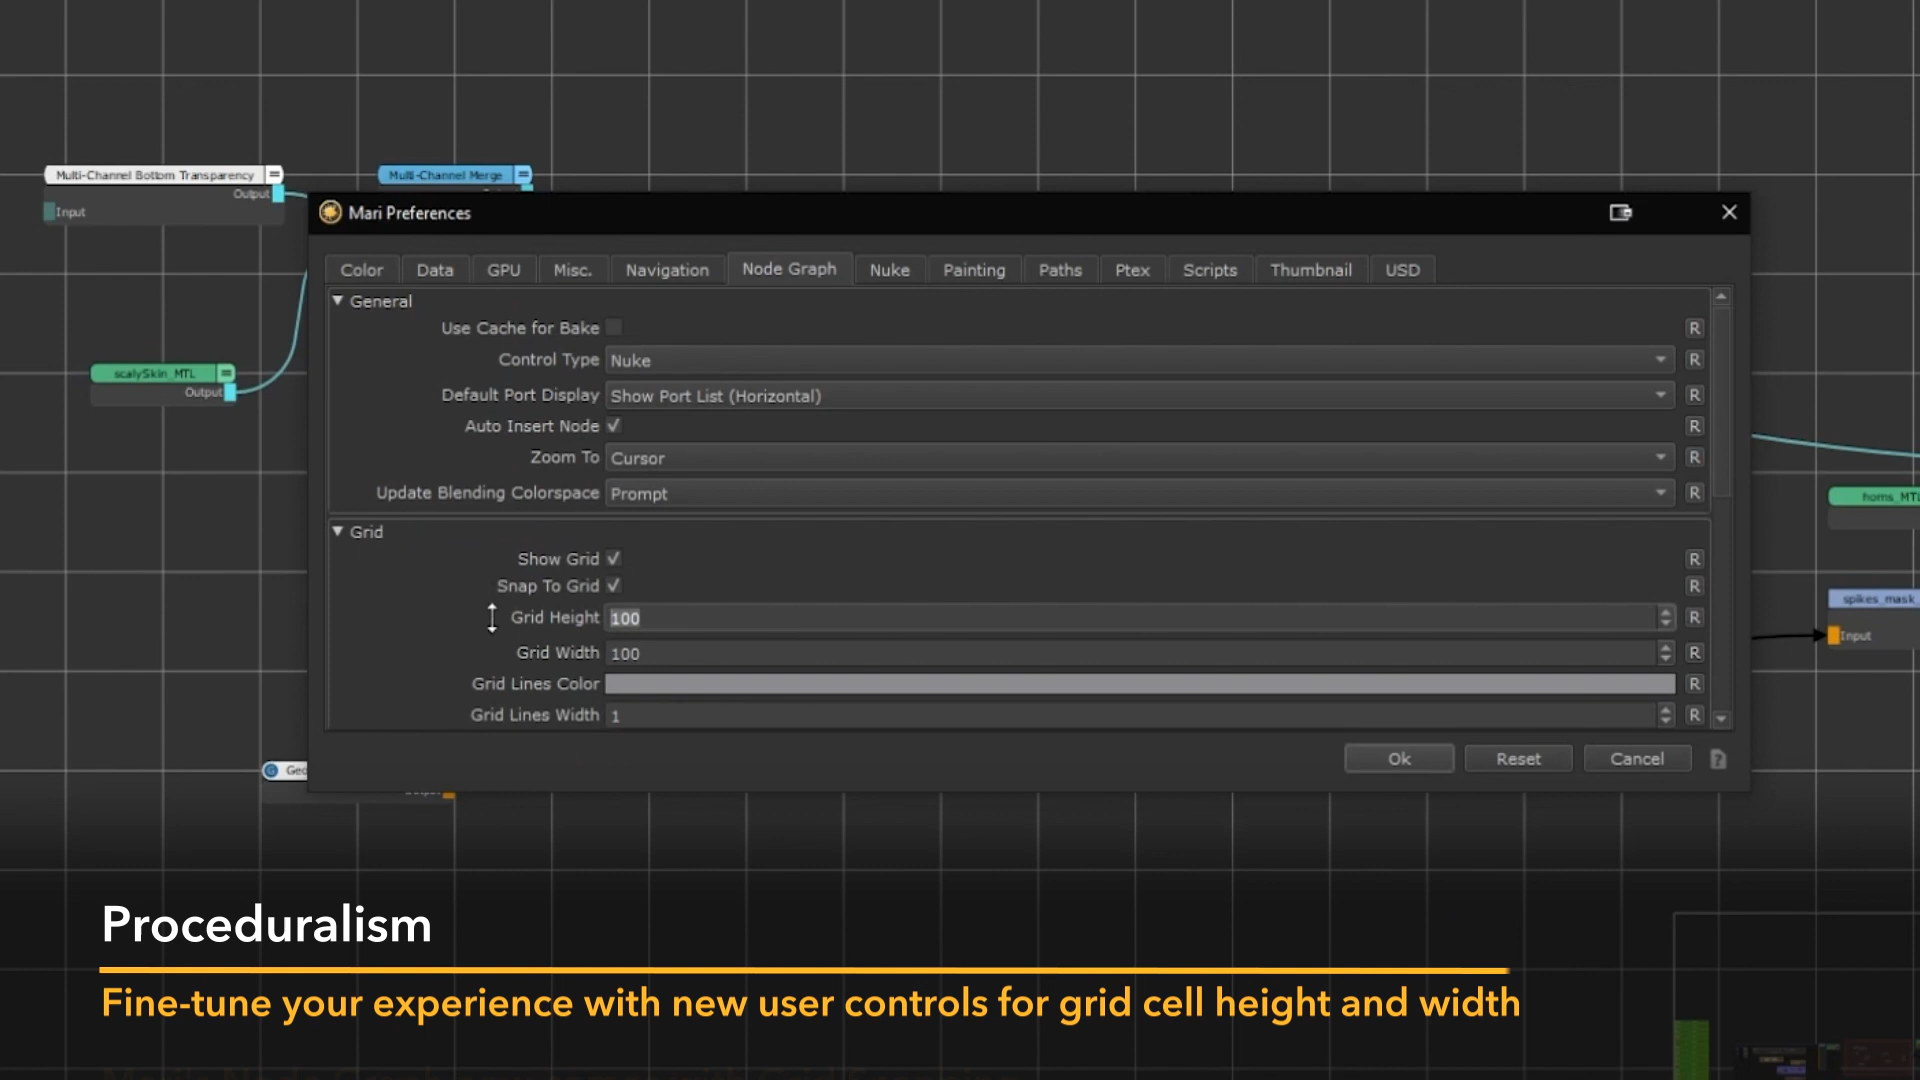 Multi-Channel Bottom Transparency
Output
Input
Multi-Channel Merge
scalySkin_MTL
Output
Mari Preferences
Color
Data
GPU
Misc.
Navigation
Node Graph
Nuke
Painting
Paths
Ptex
Scripts
Thumbnail
USD
General
Use Cache for Bake R
Control Type Nuke R
Default Port Display Show Port List (Horizontal) R
Auto Insert Node R
Zoom To Cursor R
Update Blending Colorspace Prompt R
Grid
Show Grid R
Snap To Grid R
Grid Height 100 R
Grid Width 100 R
Grid Lines Color R
Grid Lines Width 1 R
Ok
Reset
Cancel
?
spikes_mask_
Input
Proceduralism
Fine-tune your experience with new user controls for grid cell height and width